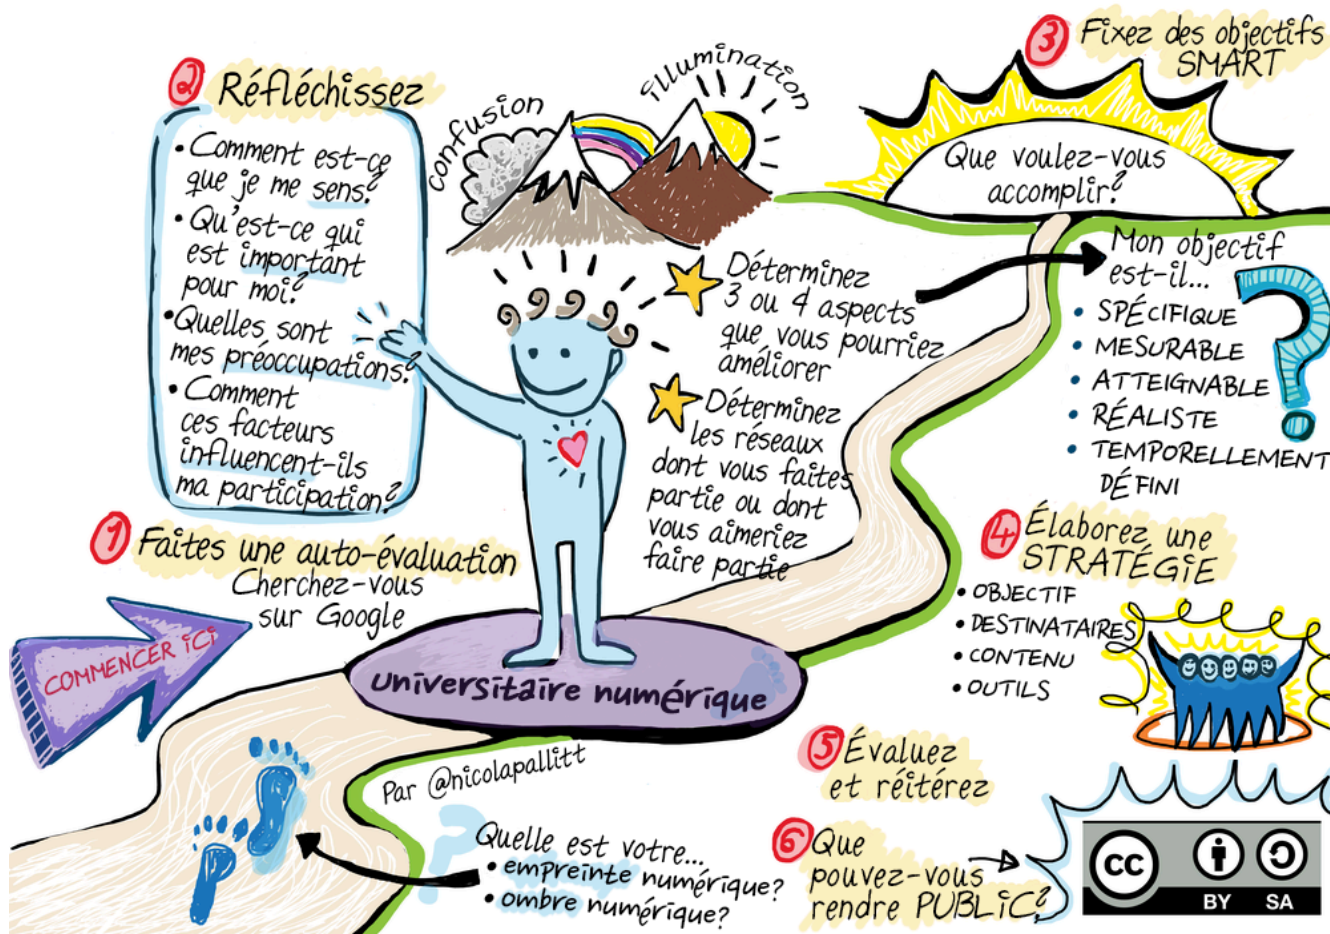 COMMENCER ICI
1 Faites une auto-évaluation
Cherchez-vous
sur Google
2 Réfléchissez
• Comment est-ce
que je me sens?
• Qu'est-ce qui
est important
pour moi?
• Quelles sont
mes préoccupations?
• Comment
ces facteurs
influencent-ils
ma participation?
confusion
illumination
Déterminez
3 ou 4 aspects
que vous pourriez
améliorer
Déterminez
les réseaux
dont vous faites
partie ou dont
vous aimeriez
faire partie
universitaire numérique
Par @nicolapallitt
Quelle est votre...
• empreinte numérique?
• ombre numérique?
3 Fixez des objectifs
SMART
Que voulez-vous
accomplir?
Mon objectif
est-il...
• SPÉCIFIQUE
• MESURABLE
• ATTEIGNABLE
• RÉALISTE
• TEMPORELLEMENT
DÉFINI
?
4 Élaborez une
STRATÉGIE
• OBJECTIF
• DESTINATAIRES
• CONTENU
• OUTILS
5 Évaluez
et réitérez
6 Que
pouvez-vous
rendre PUBLIC?
cc
BY SA